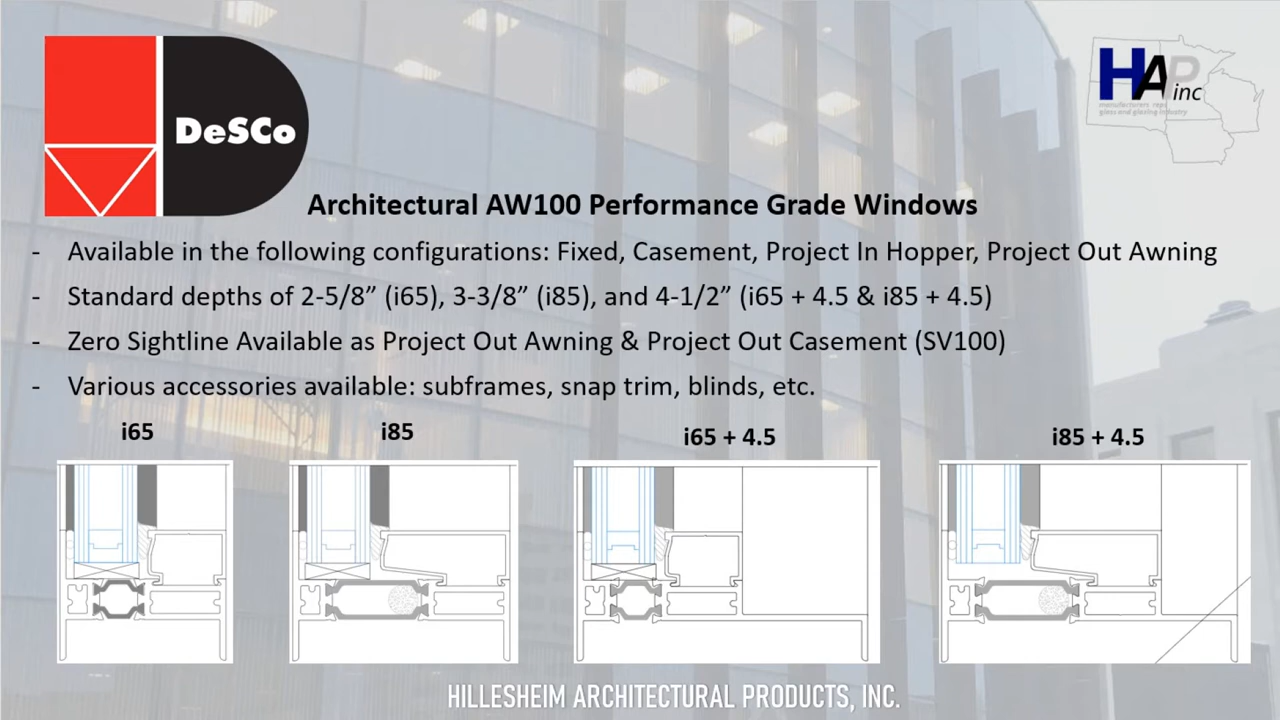 DeSCo
HAP
inc
manufacturers reps
glass and glazing industry
Architectural AW100 Performance Grade Windows
- Available in the following configurations: Fixed, Casement, Project In Hopper, Project Out Awning
- Standard depths of 2-5/8” (i65), 3-3/8” (i85), and 4-1/2” (i65 + 4.5 & i85 + 4.5)
- Zero Sightline Available as Project Out Awning & Project Out Casement (SV100)
- Various accessories available: subframes, snap trim, blinds, etc.
i65
i85
i65 + 4.5
i85 + 4.5
HILLESHEIM ARCHITECTURAL PRODUCTS, INC.